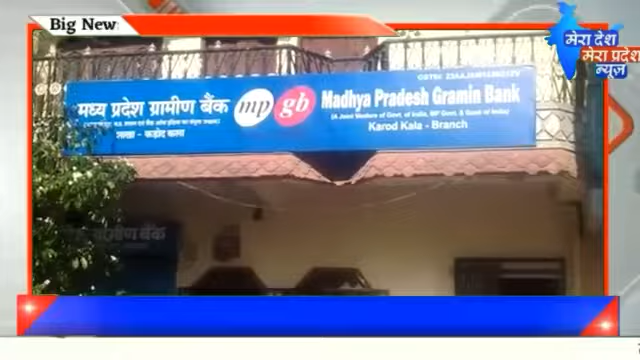 Big New
मेरा देश
मेरा प्रदेश
न्यूज़
मध्य प्रदेश ग्रामीण बैंक
mp gb
Madhya Pradesh Gramin Bank
(A Joint Venture of Govt. of India, MP Govt. & Bank of India)
शाखा - करोद कला
Karod Kala - Branch
ग्रामीण बैंक